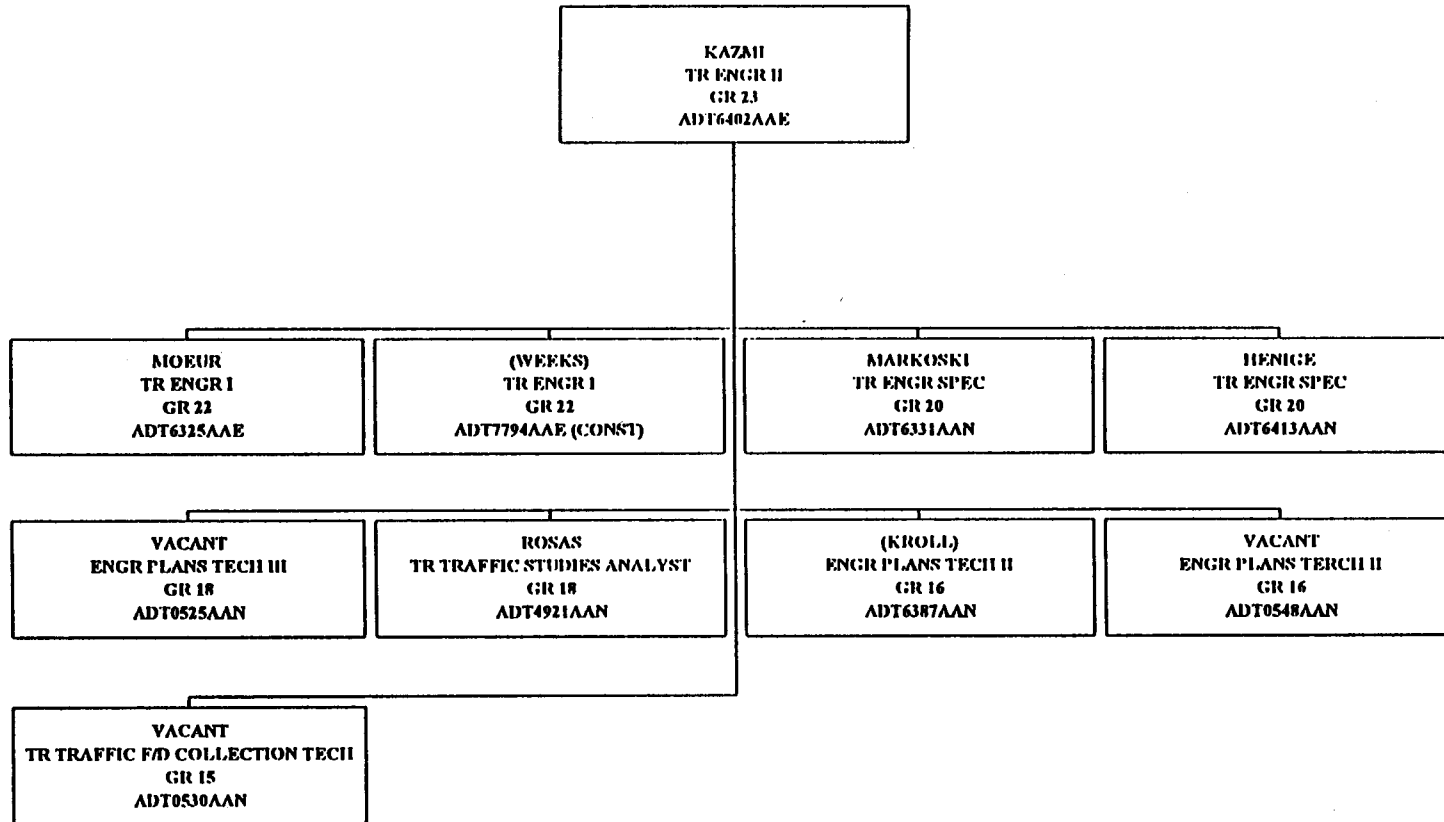 KAZMI
TR ENGR II
GR 23
ADT6402AAE
MOEUR
TR ENGR I
GR 22
ADT6325AAE
(WEEKS)
TR ENGR I
GR 22
ADT7794AAE (CONST)
MARKOSKI
TR ENGR SPEC
GR 20
ADT6331AAN
HENIGE
TR ENGR SPEC
GR 20
ADT6413AAN
VACANT
ENGR PLANS TECH III
GR 18
ADT0525AAN
ROSAS
TR TRAFFIC STUDIES ANALYST
GR 18
ADT4921AAN
(KROLL)
ENGR PLANS TECH II
GR 16
ADT6387AAN
VACANT
ENGR PLANS TERCH II
GR 16
ADT0548AAN
VACANT
TR TRAFFIC F/D COLLECTION TECH
GR 15
ADT0530AAN